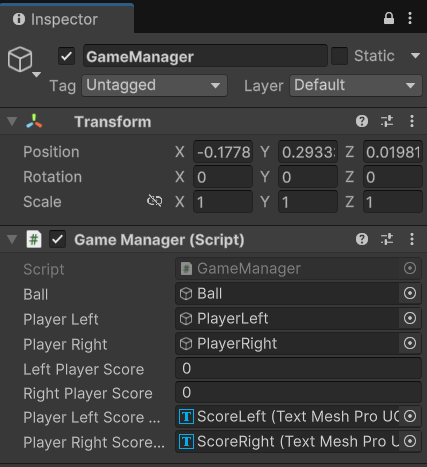 Inspector
GameManager
Static
Tag Untagged Layer Default
Transform
Position X -0.1778 Y 0.2933 Z 0.01981
Rotation X 0 Y 0 Z 0
Scale X 1 Y 1 Z 1
# Game Manager (Script)
Script # GameManager
Ball Ball
Player Left PlayerLeft
Player Right PlayerRight
Left Player Score 0
Right Player Score 0
Player Left Score ... T ScoreLeft (Text Mesh Pro UG
Player Right Score... T ScoreRight (Text Mesh Pro U